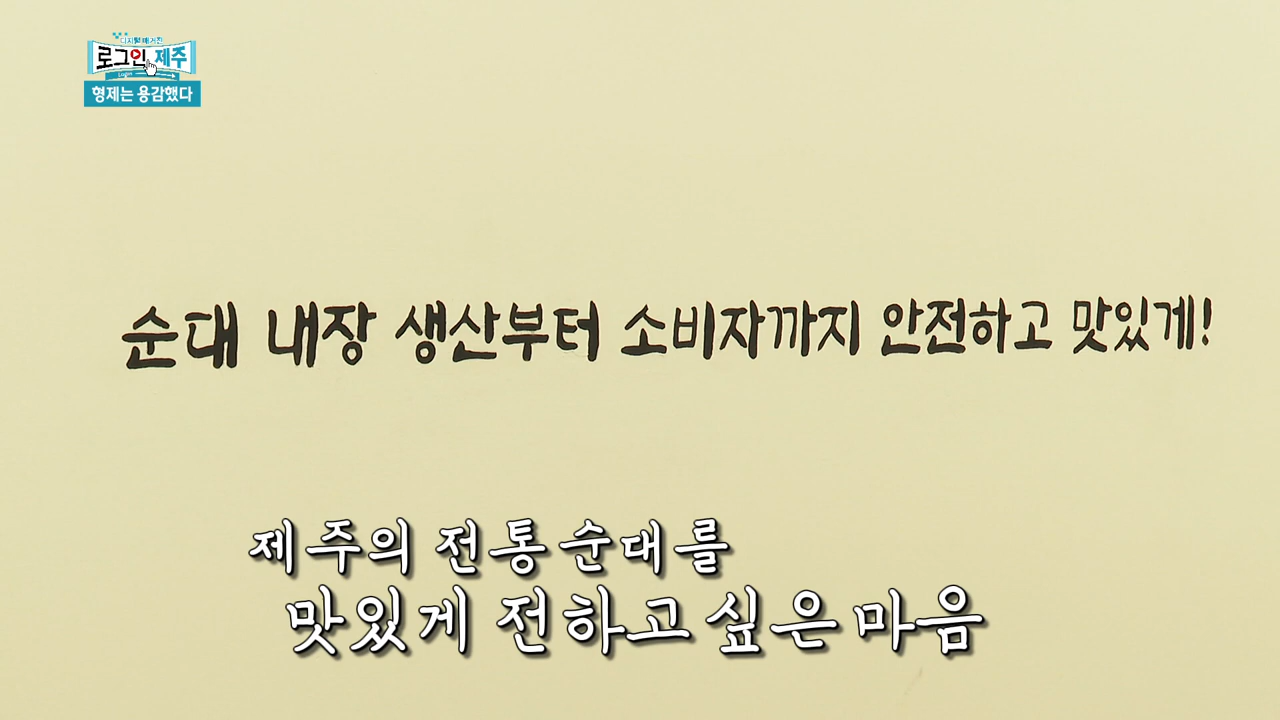 디지털 매거진
로그인 제주
Login
형제는 용감했다
순대 내장 생산부터 소비자까지 안전하고 맛있게!
제주의 전통 순대를
맛있게 전하고 싶은 마음